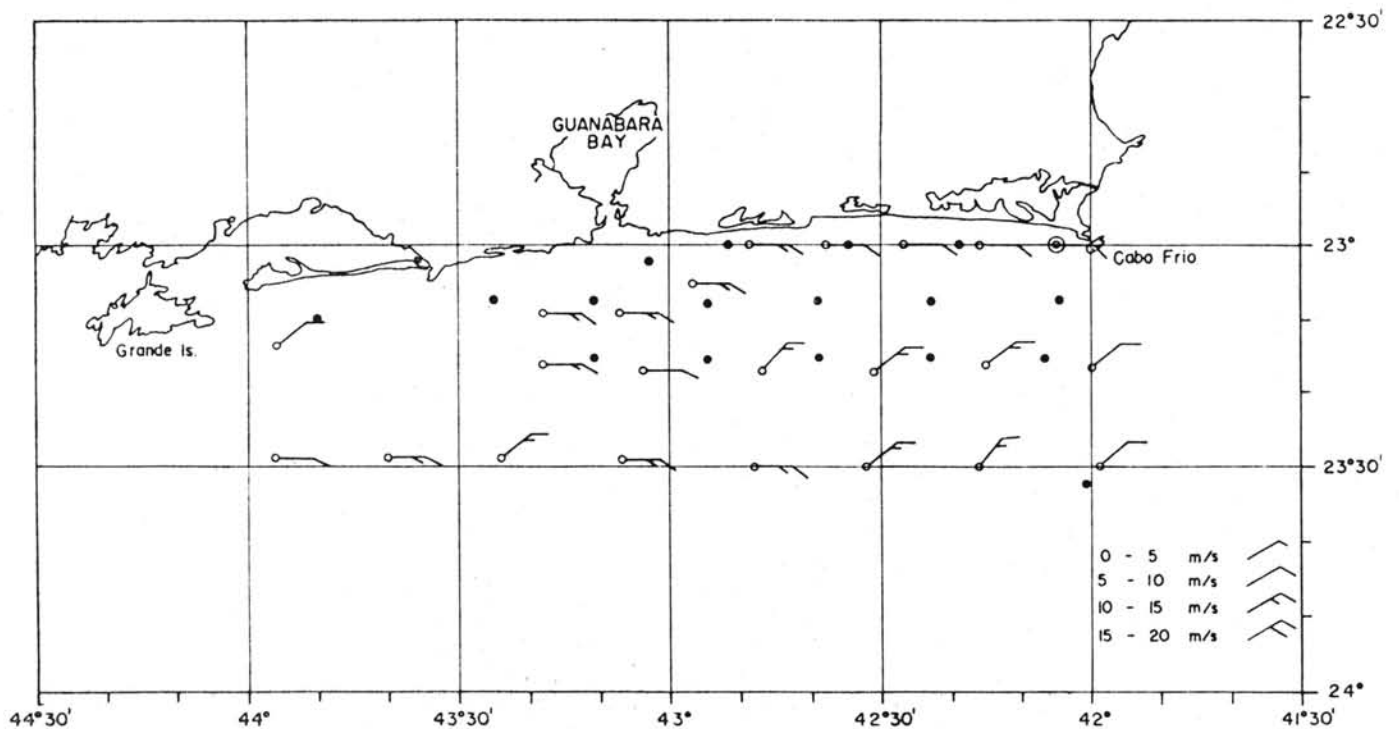 22°30'
GUANABARA
BAY
23°
Cabo Frio
Grande Is.
23°30'
0 - 5 m/s
5 - 10 m/s
10 - 15 m/s
15 - 20 m/s
24°
44°30' 44° 43°30' 43° 42°30' 42° 41°30'